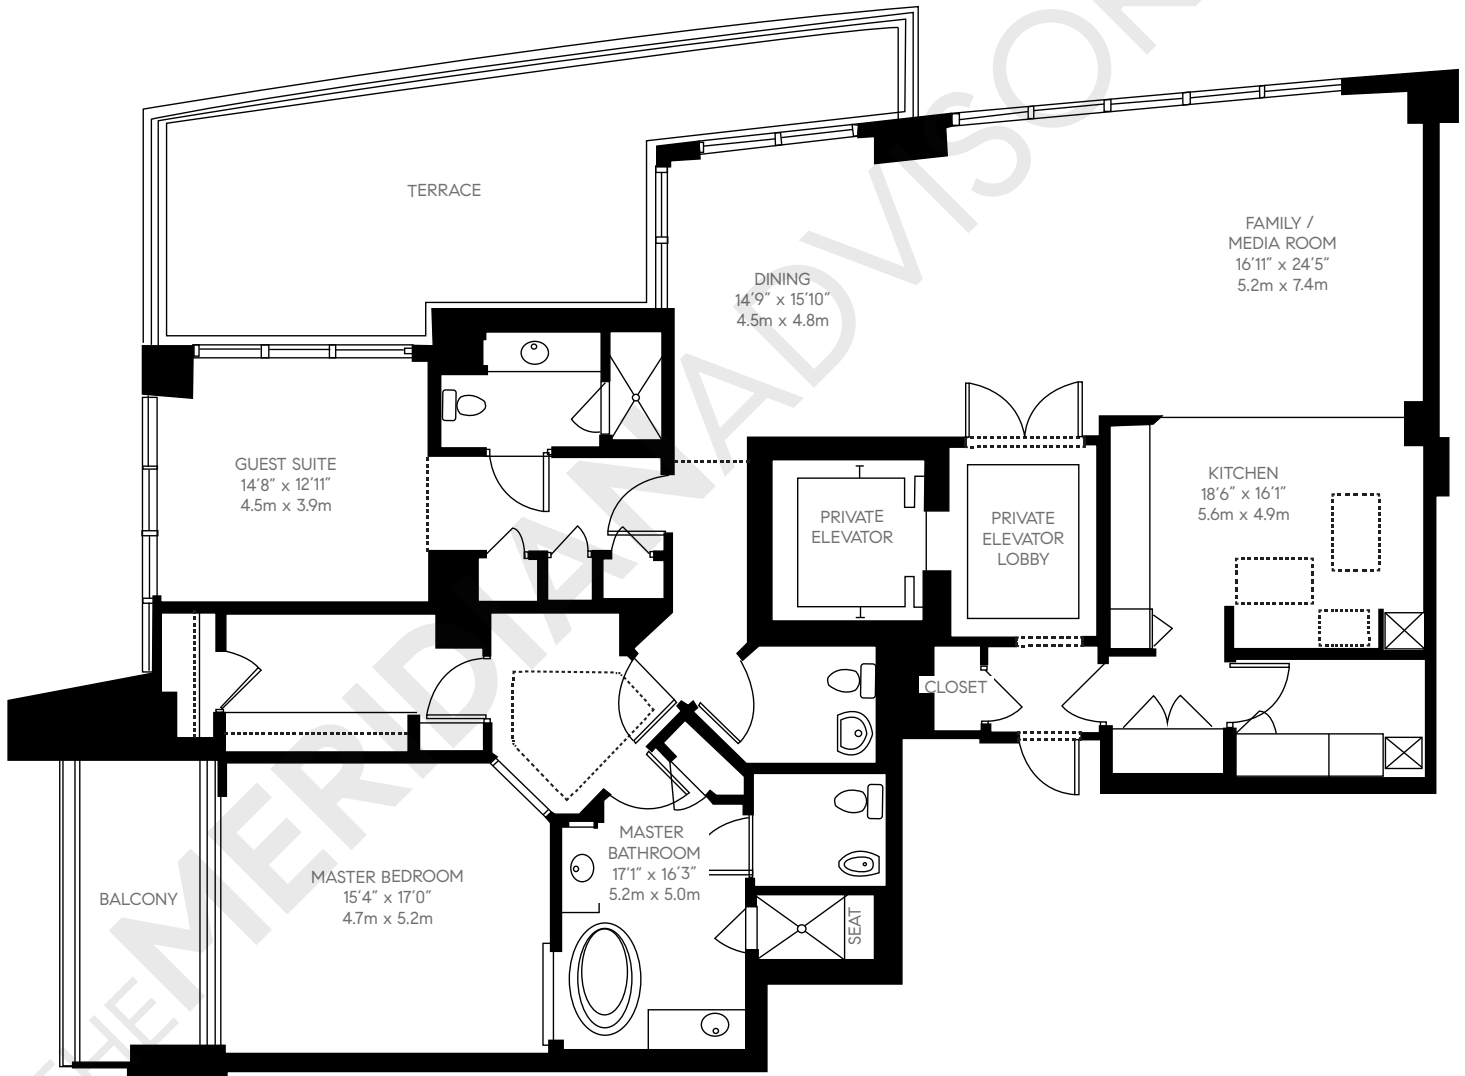 TERRACE
FAMILY /
MEDIA ROOM
16'11" x 24'5"
5.2m x 7.4m
DINING
14'9" x 15'10"
4.5m x 4.8m
GUEST SUITE
14'8" x 12'11"
4.5m x 3.9m
KITCHEN
18'6" x 16'1"
5.6m x 4.9m
PRIVATE
ELEVATOR
PRIVATE
ELEVATOR
LOBBY
CLOSET
MASTER
BATHROOM
17'1" x 16'3"
5.2m x 5.0m
MASTER BEDROOM
15'4" x 17'0"
4.7m x 5.2m
BALCONY
SEAT
THE MERIDIAN ADVISOR